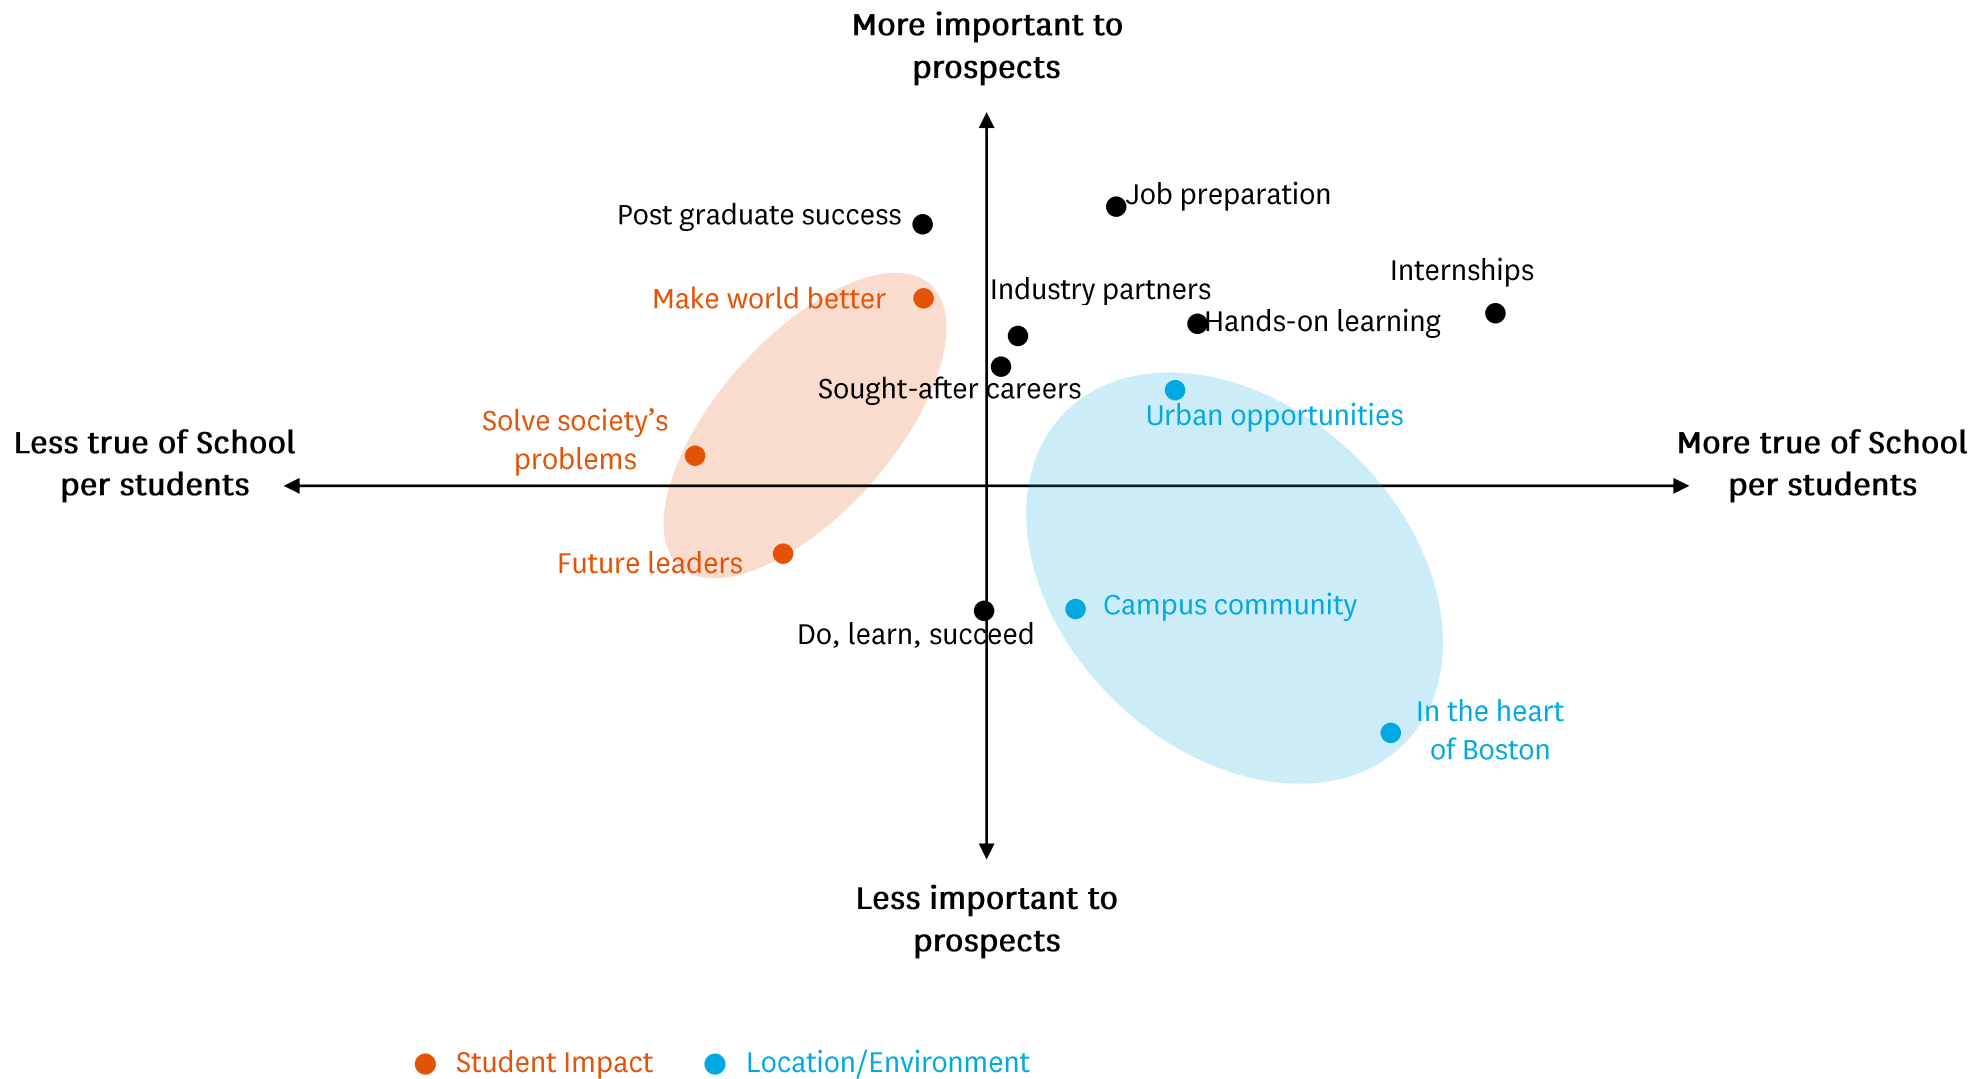 More important to
prospects
Job preparation
Post graduate success
Internships
Industry partners
Make world better
Hands-on learning
Sought-after careers
Urban opportunities
Solve society’s
problems
Less true of School
per students
More true of School
per students
Future leaders
Campus community
Do, learn, succeed
In the heart
of Boston
Less important to
prospects
Student Impact
Location/Environment